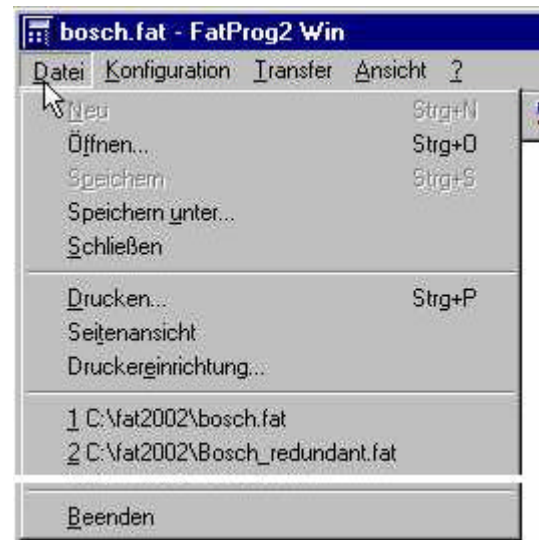 bosch.fat - FatProg2 Win
Datei Konfiguration Transfer Ansicht ?
Neu Strg+N
Öffnen... Strg+O
Speichern Strg+S
Speichern unter...
Schließen
Drucken... Strg+P
Seitenansicht
Druckereinrichtung...
1 C:\fat2002\bosch.fat
2 C:\fat2002\Bosch_redundant.fat
Beenden